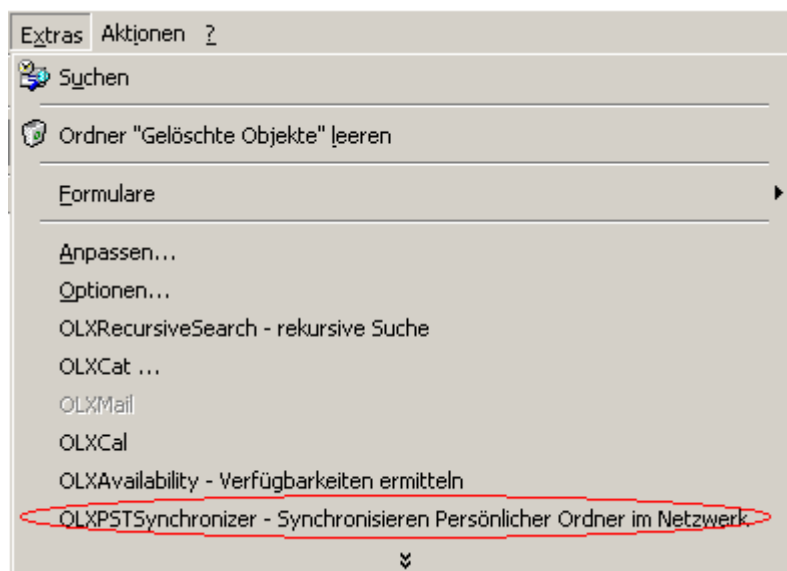 Extras Aktionen ?
Suchen
Ordner "Gelöschte Objekte" leeren
Formulare
Anpassen...
Optionen...
OLXRecursiveSearch - rekursive Suche
OLXCat ...
OLXMail
OLXCal
OLXAvailability - Verfügbarkeiten ermitteln
OLXPSTSynchronizer - Synchronisieren Persönlicher Ordner im Netzwerk